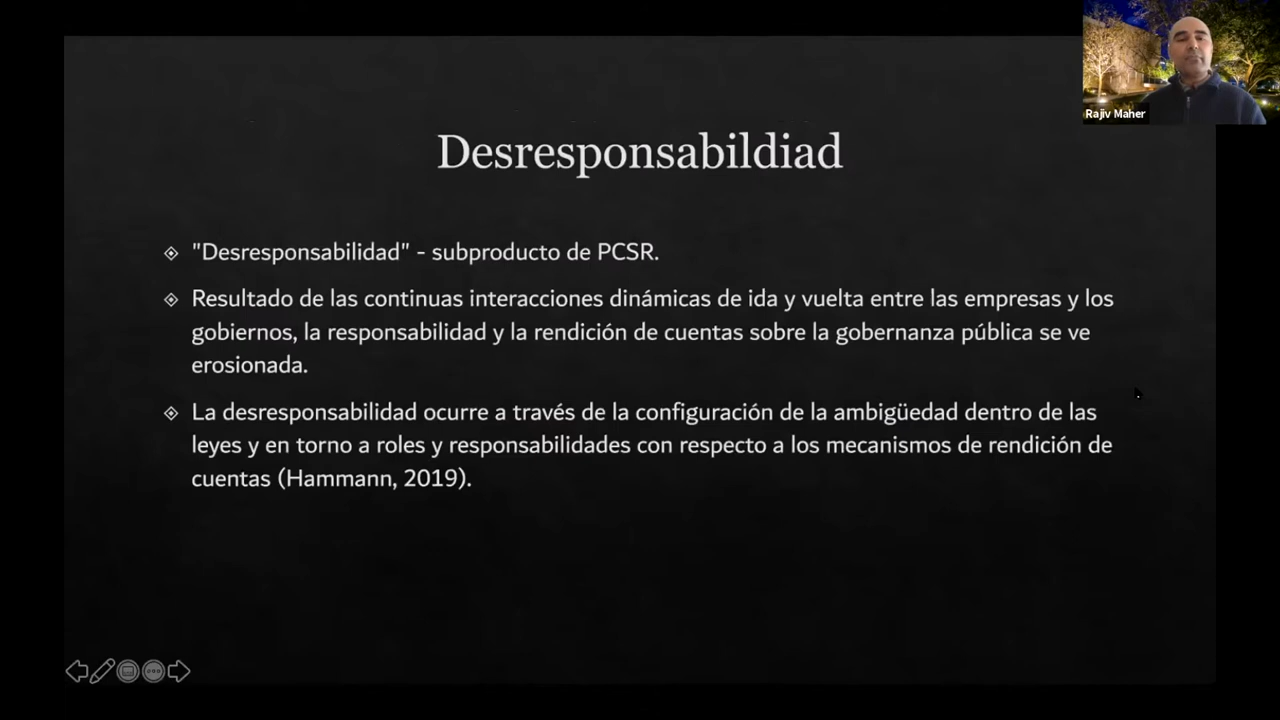 Rajiv Maher
Desresponsabildiad
"Desresponsabilidad" - subproducto de PCSR.
Resultado de las continuas interacciones dinámicas de ida y vuelta entre las empresas y los
gobiernos, la responsabilidad y la rendición de cuentas sobre la gobernanza pública se ve
erosionada.
La desresponsabilidad ocurre a través de la configuración de la ambigüedad dentro de las
leyes y en torno a roles y responsabilidades con respecto a los mecanismos de rendición de
cuentas (Hammann, 2019).